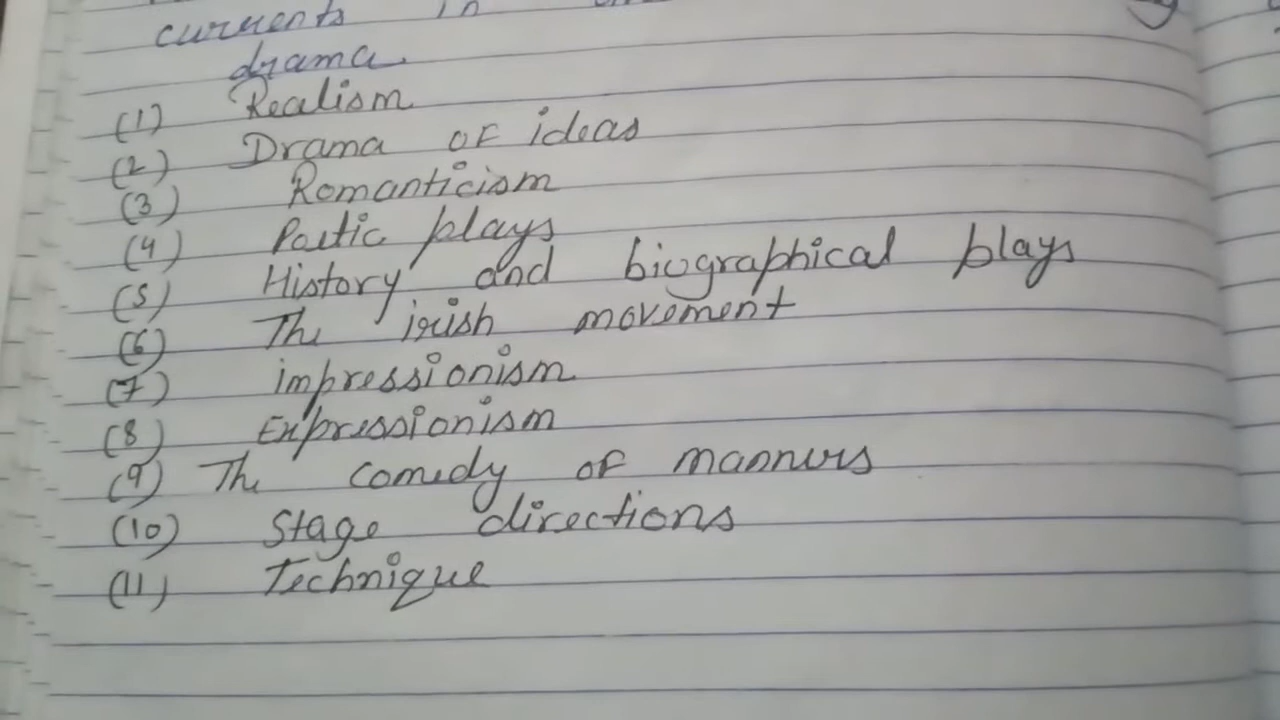 currents in
drama.
(1) Realism
(2) Drama of ideas
(3) Romanticism
(4) Poetic plays
(5) History and biographical plays
(6) The irish movement
(7) impressionism
(8) Expressionism
(9) The comedy of manners
(10) Stage directions
(11) Technique